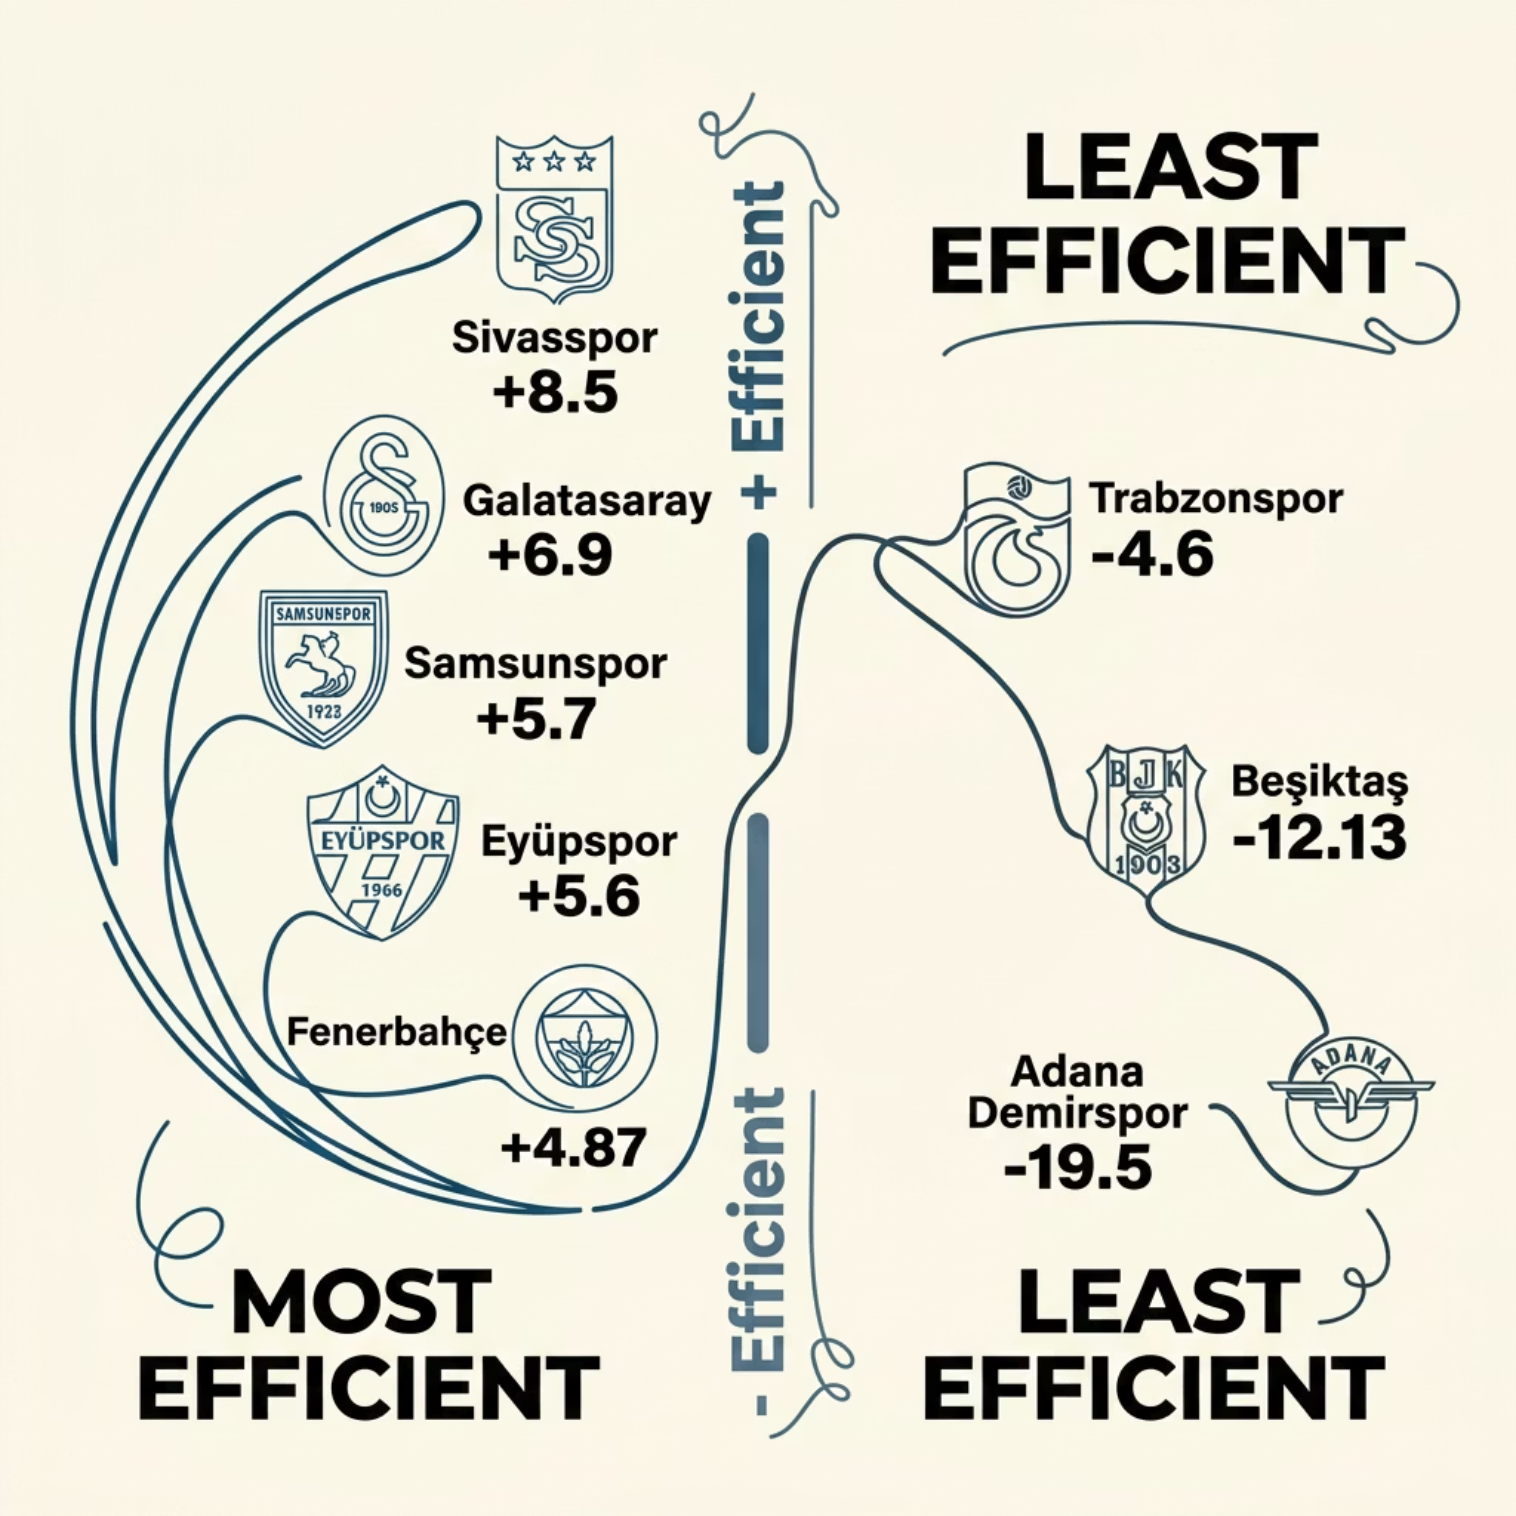 LEAST
EFFICIENT
Sivasspor
+8.5
+ Efficient
1905
Galatasaray
+6.9
Trabzonspor
-4.6
SAMSUNSPOR
1923
Samsunspor
+5.7
EYÜPSPOR
1966
Eyüpspor
+5.6
BJK
1903
Beşiktaş
-12.13
Fenerbahçe
+4.87
- Efficient
ADANA
Adana
Demirspor
-19.5
MOST
EFFICIENT
LEAST
EFFICIENT